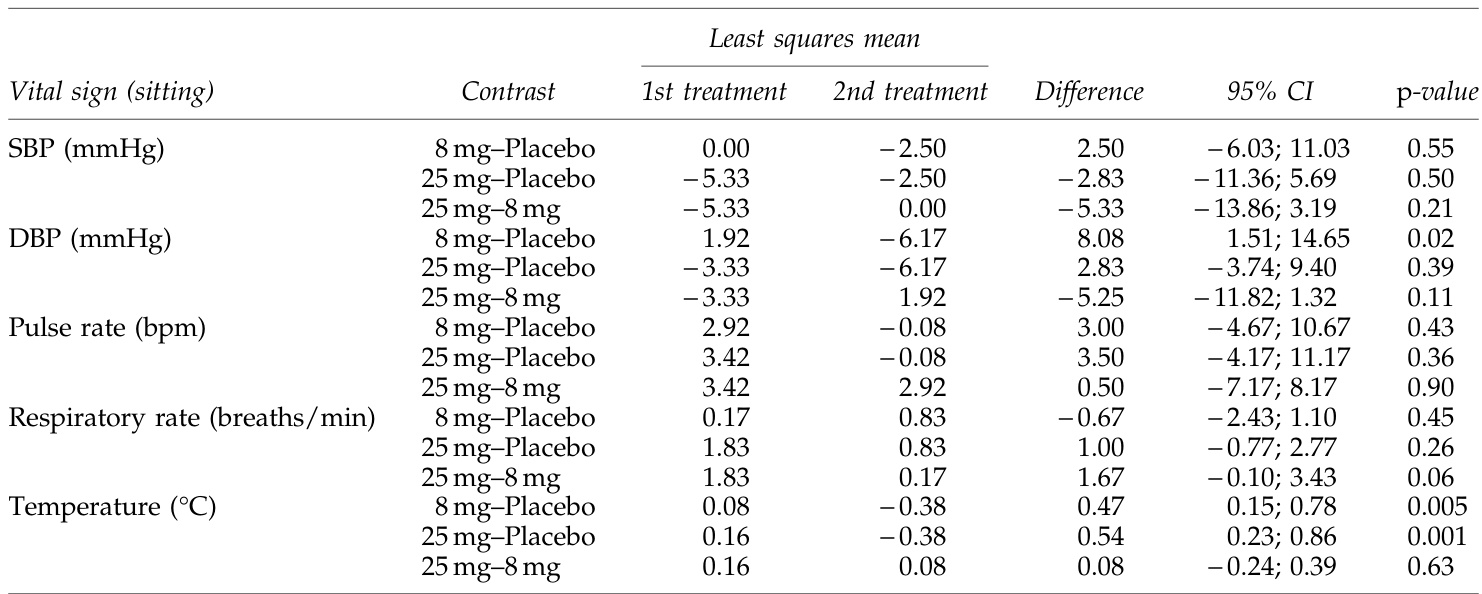 Least squares mean
Vital sign (sitting) Contrast 1st treatment 2nd treatment Difference 95% CI p-value
SBP (mmHg) 8 mg–Placebo 0.00 −2.50 2.50 −6.03; 11.03 0.55
25 mg–Placebo −5.33 −2.50 −2.83 −11.36; 5.69 0.50
25 mg–8 mg −5.33 0.00 −5.33 −13.86; 3.19 0.21
DBP (mmHg) 8 mg–Placebo 1.92 −6.17 8.08 1.51; 14.65 0.02
25 mg–Placebo −3.33 −6.17 2.83 −3.74; 9.40 0.39
25 mg–8 mg −3.33 1.92 −5.25 −11.82; 1.32 0.11
Pulse rate (bpm) 8 mg–Placebo 2.92 −0.08 3.00 −4.67; 10.67 0.43
25 mg–Placebo 3.42 −0.08 3.50 −4.17; 11.17 0.36
25 mg–8 mg 3.42 2.92 0.50 −7.17; 8.17 0.90
Respiratory rate (breaths/min) 8 mg–Placebo 0.17 0.83 −0.67 −2.43; 1.10 0.45
25 mg–Placebo 1.83 0.83 1.00 −0.77; 2.77 0.26
25 mg–8 mg 1.83 0.17 1.67 −0.10; 3.43 0.06
Temperature (°C) 8 mg–Placebo 0.08 −0.38 0.47 0.15; 0.78 0.005
25 mg–Placebo 0.16 −0.38 0.54 0.23; 0.86 0.001
25 mg–8 mg 0.16 0.08 0.08 −0.24; 0.39 0.63